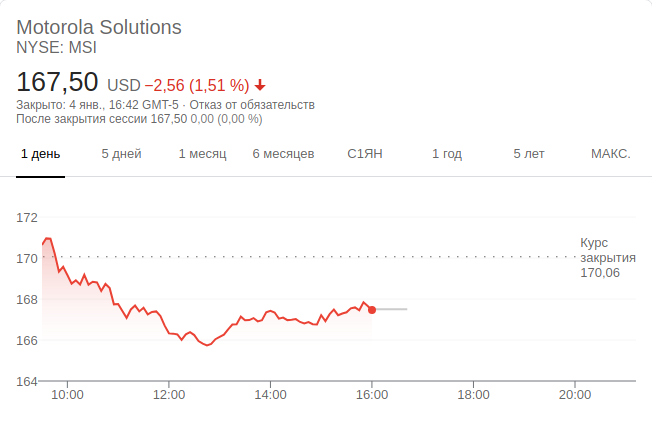 Motorola Solutions
NYSE: MSI
167,50 USD −2,56 (1,51 %)
Закрыто: 4 янв., 16:42 GMT-5 · Отказ от обязательств
После закрытия сессии 167,50 0,00 (0,00 %)
1 день 5 дней 1 месяц 6 месяцев С1ЯН 1 год 5 лет МАКС.
172
Курс
170 закрытия
170,06
168
166
164
10:00 12:00 14:00 16:00 18:00 20:00